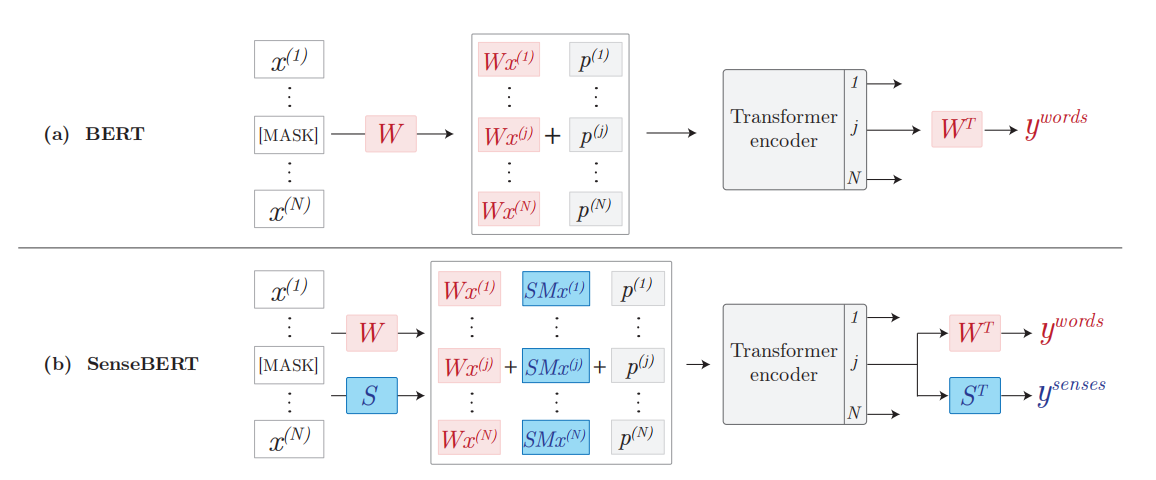 x^(1)
⋮
(a) BERT [MASK] W Wx^(1) p^(1)
Wx^(j) + p^(j)
Wx^(N) p^(N)
⋮
x^(N)
Transformer encoder 1 j N W^T y^words
x^(1)
⋮
(b) SenseBERT [MASK] W S Wx^(1) SMx^(1) p^(1)
Wx^(j) + SMx^(j) + p^(j)
Wx^(N) SMx^(N) p^(N)
⋮
x^(N)
Transformer encoder 1 j N W^T y^words
S^T y^senses